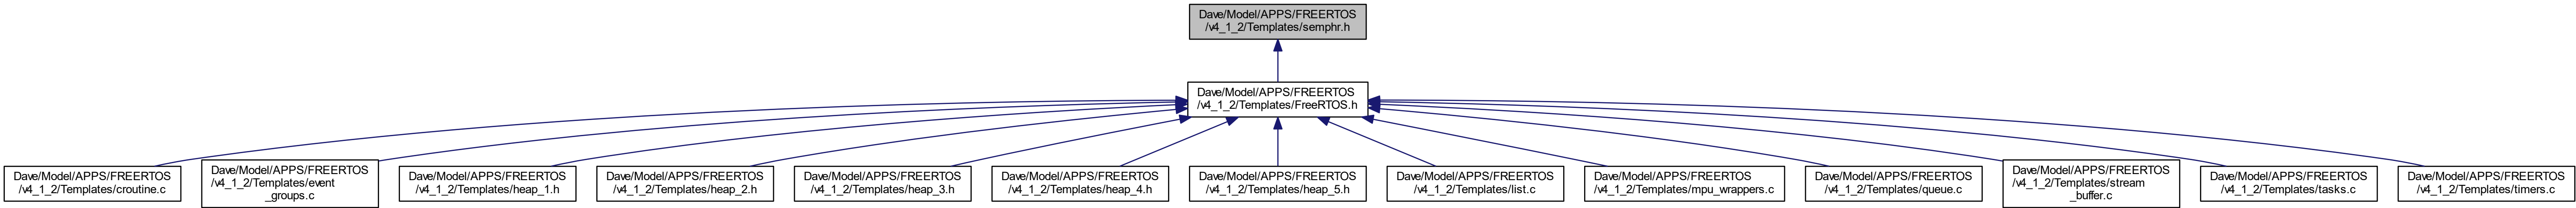 Dave/Model/APPS/FREERTOS
/v4_1_2/Templates/semphr.h
Dave/Model/APPS/FREERTOS
/v4_1_2/Templates/FreeRTOS.h
Dave/Model/APPS/FREERTOS
/v4_1_2/Templates/croutine.c
Dave/Model/APPS/FREERTOS
/v4_1_2/Templates/event
_groups.c
Dave/Model/APPS/FREERTOS
/v4_1_2/Templates/heap_1.h
Dave/Model/APPS/FREERTOS
/v4_1_2/Templates/heap_2.h
Dave/Model/APPS/FREERTOS
/v4_1_2/Templates/heap_3.h
Dave/Model/APPS/FREERTOS
/v4_1_2/Templates/heap_4.h
Dave/Model/APPS/FREERTOS
/v4_1_2/Templates/heap_5.h
Dave/Model/APPS/FREERTOS
/v4_1_2/Templates/list.c
Dave/Model/APPS/FREERTOS
/v4_1_2/Templates/mpu_wrappers.c
Dave/Model/APPS/FREERTOS
/v4_1_2/Templates/queue.c
Dave/Model/APPS/FREERTOS
/v4_1_2/Templates/stream
_buffer.c
Dave/Model/APPS/FREERTOS
/v4_1_2/Templates/tasks.c
Dave/Model/APPS/FREERTOS
/v4_1_2/Templates/timers.c